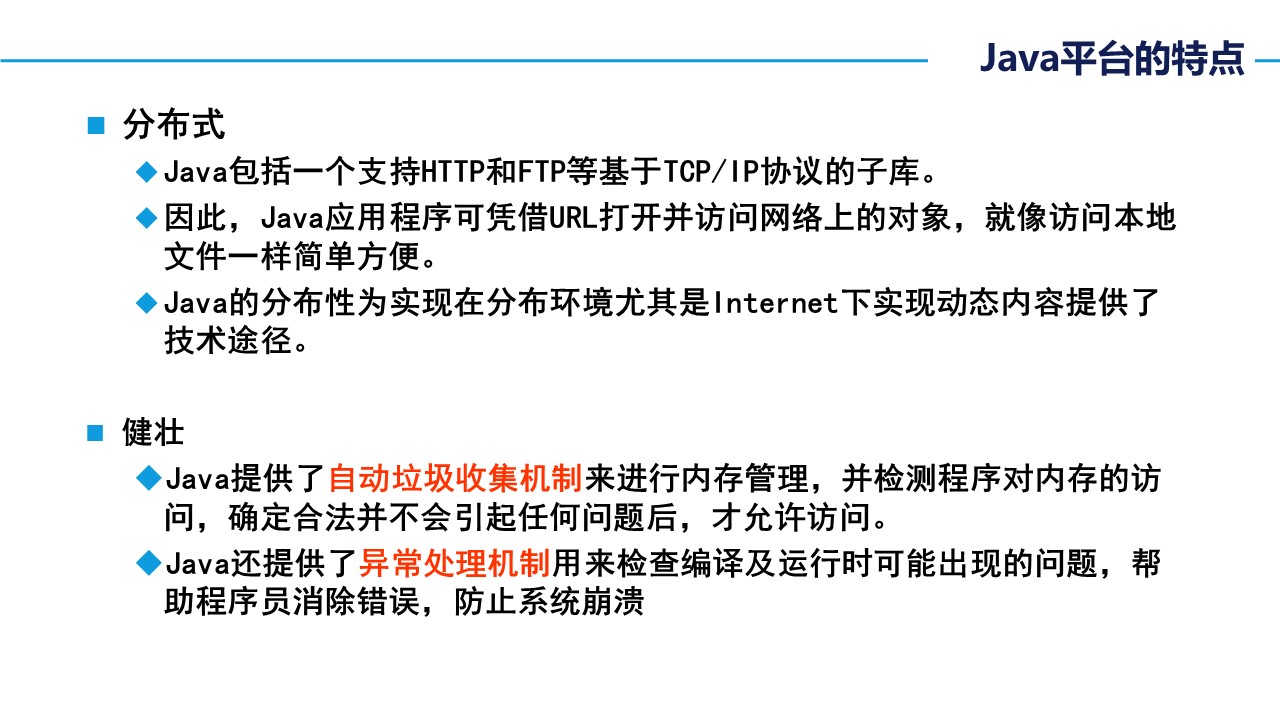 Java平台的特点
分布式
Java包括一个支持HTTP和FTP等基于TCP/IP协议的子库。
因此，Java应用程序可凭借URL打开并访问网络上的对象，就像访问本地
文件一样简单方便。
Java的分布性为实现在分布环境尤其是Internet下实现动态内容提供了
技术途径。
健壮
Java提供了自动垃圾收集机制来进行内存管理，并检测程序对内存的访
问，确定合法并不会引起任何问题后，才允许访问。
Java还提供了异常处理机制用来检查编译及运行时可能出现的问题，帮
助程序员消除错误，防止系统崩溃